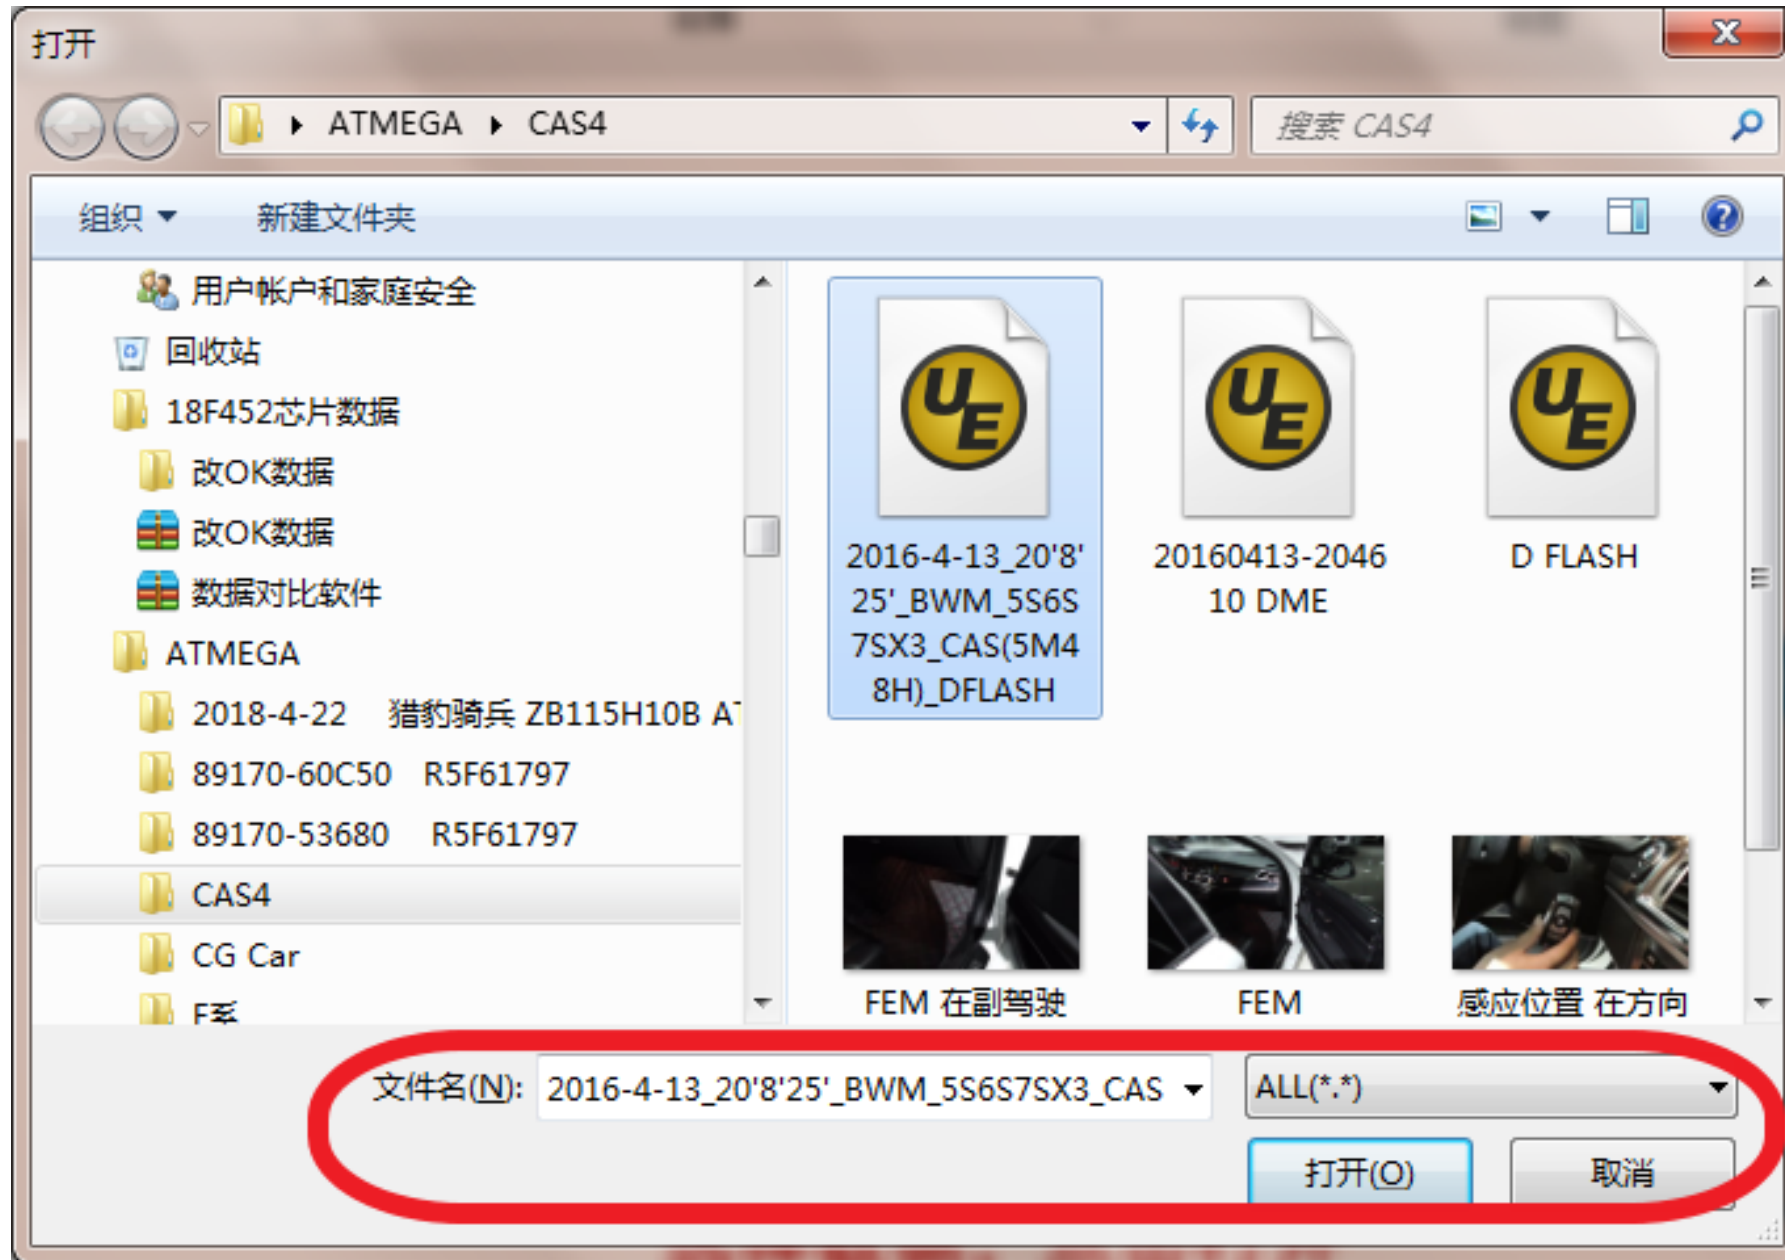 打开
ATMEGA
CAS4
搜索 CAS4
组织
新建文件夹
用户帐户和家庭安全
回收站
18F452芯片数据
改OK数据
改OK数据
数据对比软件
ATMEGA
2018-4-22 猎豹骑兵 ZB115H10B
89170-60C50 R5F61797
89170-53680 R5F61797
CAS4
CG Car
UE
2016-4-13_20'8'
25'_BWM_5S6S
7SX3_CAS(5M4
8H)_DFLASH
UE
20160413-2046
10 DME
UE
D FLASH
FEM 在副驾驶
FEM
感应位置 在方向
文件名(N):
2016-4-13_20'8'25'_BWM_5S6S7SX3_CAS
ALL(*.*)
打开(O)
取消